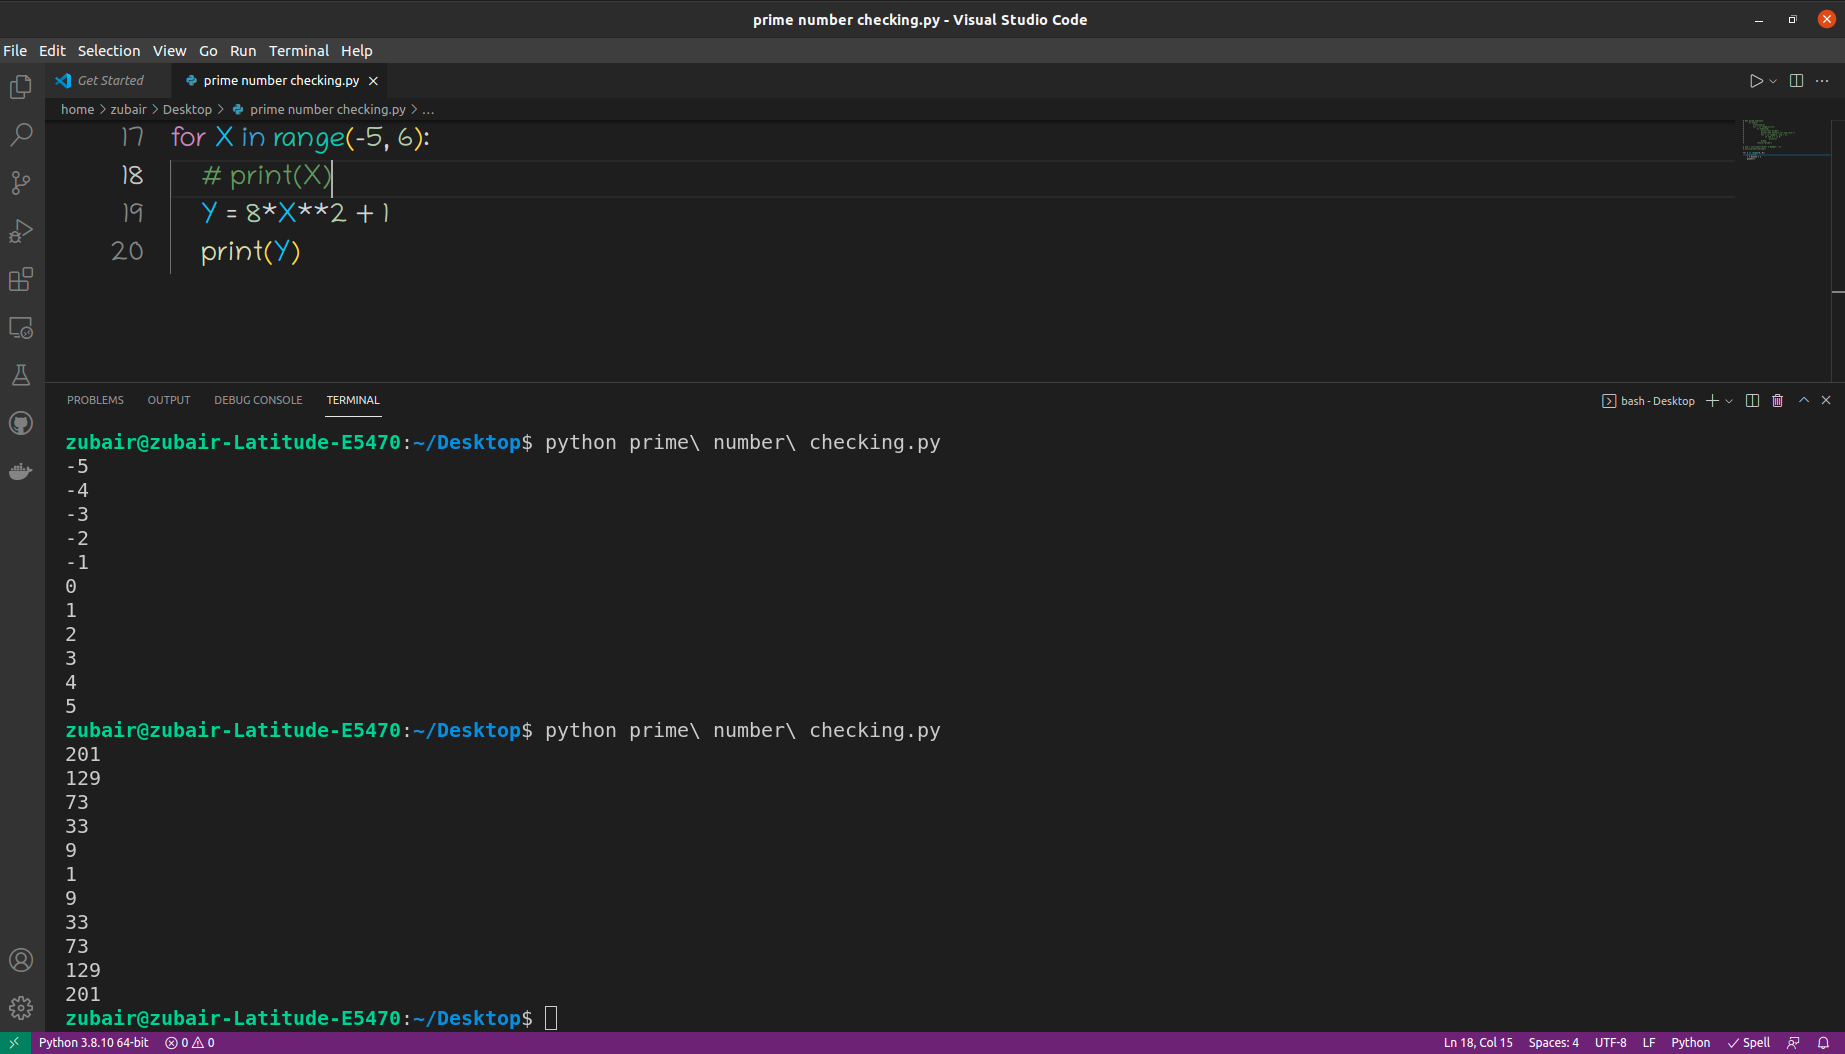 prime number checking.py - Visual Studio Code
File Edit Selection View Go Run Terminal Help
Get Started prime number checking.py
home > zubair > Desktop > prime number checking.py > ...
17 for X in range(-5, 6):
18 # print(X)
19 Y = 8*X**2 + 1
20 print(Y)
PROBLEMS OUTPUT DEBUG CONSOLE TERMINAL bash - Desktop
zubair@zubair-Latitude-E5470:~/Desktop$ python prime\ number\ checking.py
-5
-4
-3
-2
-1
0
1
2
3
4
5
zubair@zubair-Latitude-E5470:~/Desktop$ python prime\ number\ checking.py
201
129
73
33
9
1
9
33
73
129
201
zubair@zubair-Latitude-E5470:~/Desktop$
Python 3.8.10 64-bit 0 0 Ln 18, Col 15 Spaces: 4 UTF-8 LF Python Spell